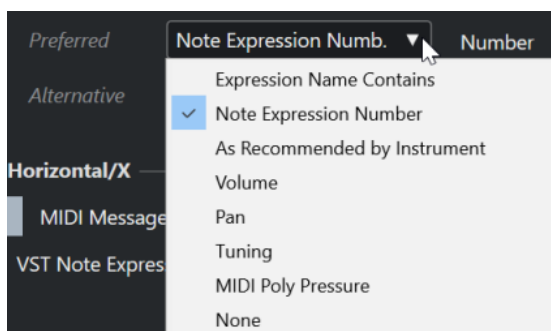 Preferred
Note Expression Numb.
Number
Expression Name Contains
Alternative
Note Expression Number
As Recommended by Instrument
Horizontal/X
Volume
MIDI Message
Pan
Tuning
VST Note Expres
MIDI Poly Pressure
None